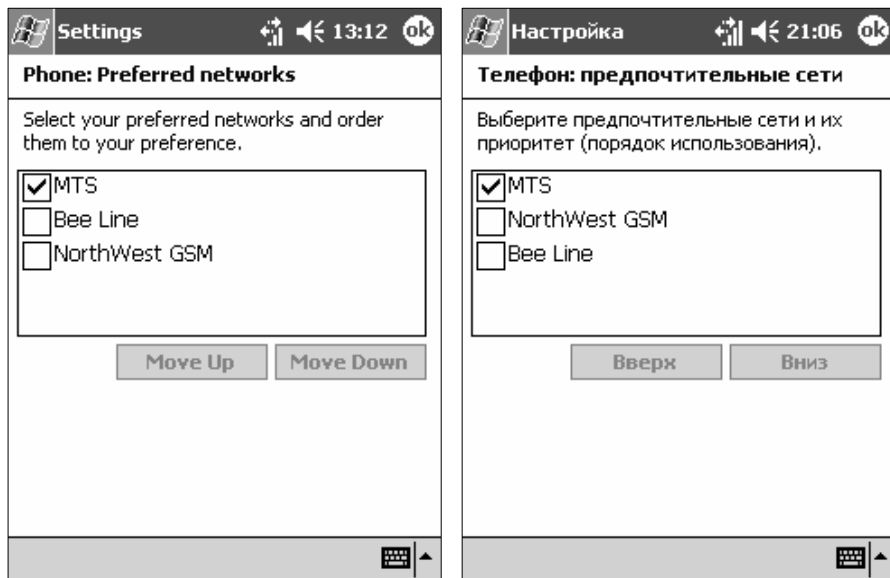 Settings 13:12 ok
Phone: Preferred networks
Select your preferred networks and order
them to your preference.
MTS
Bee Line
NorthWest GSM
Move Up Move Down
Настройка 21:06 ok
Телефон: предпочтительные сети
Выберите предпочтительные сети и их
приоритет (порядок использования).
MTS
NorthWest GSM
Bee Line
Вверх Вниз